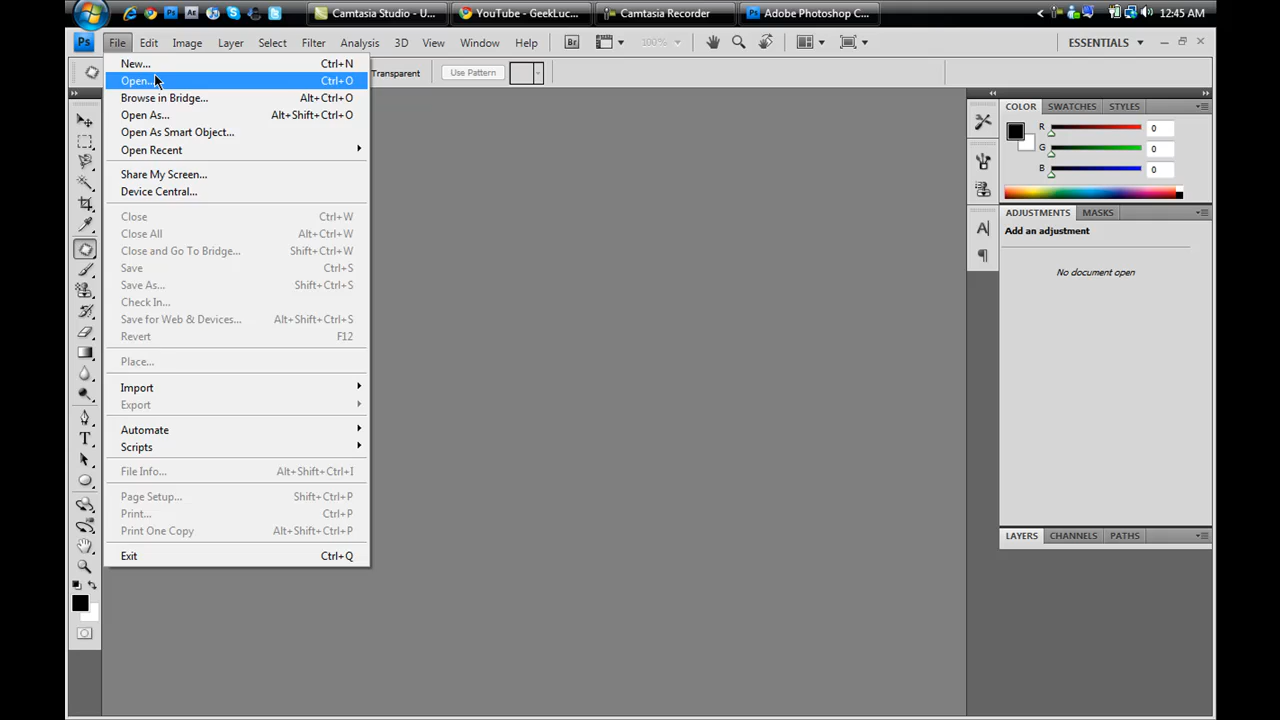 Camtasia Studio - U...
YouTube - GeekLuc...
Camtasia Recorder
Adobe Photoshop C...
12:45 AM
Ps
File Edit Image Layer Select Filter Analysis 3D View Window Help
Br
100%
ESSENTIALS
Transparent
Use Pattern
New... Ctrl+N
Open... Ctrl+O
Browse in Bridge... Alt+Ctrl+O
Open As... Alt+Shift+Ctrl+O
Open As Smart Object...
Open Recent
Share My Screen...
Device Central...
Close Ctrl+W
Close All Alt+Ctrl+W
Close and Go To Bridge... Shift+Ctrl+W
Save Ctrl+S
Save As... Shift+Ctrl+S
Check In...
Save for Web & Devices... Alt+Shift+Ctrl+S
Revert F12
Place...
Import
Export
Automate
Scripts
File Info... Alt+Shift+Ctrl+I
Page Setup... Shift+Ctrl+P
Print... Ctrl+P
Print One Copy Alt+Shift+Ctrl+P
Exit Ctrl+Q
COLOR SWATCHES STYLES
R 0
G 0
B 0
ADJUSTMENTS MASKS
Add an adjustment
No document open
LAYERS CHANNELS PATHS